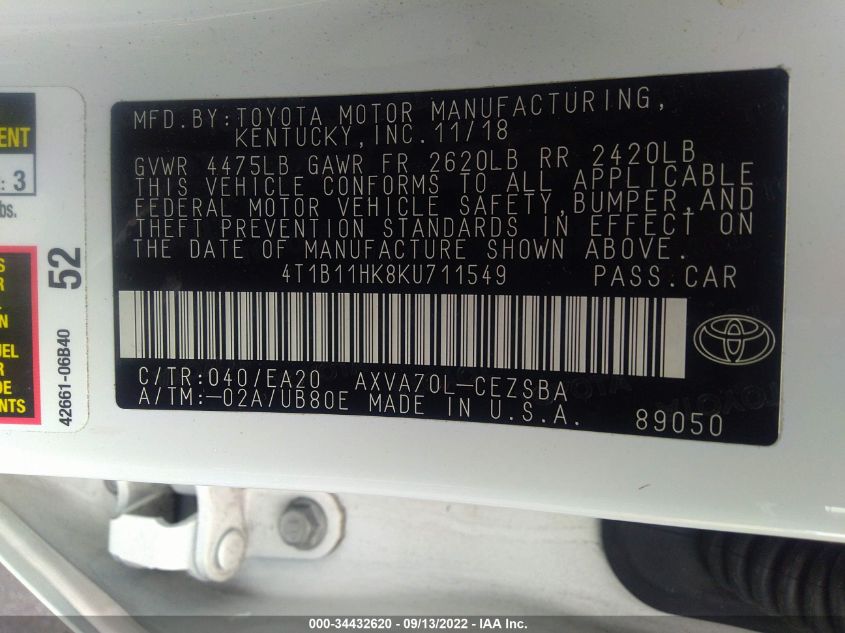 MFD.BY:TOYOTA MOTOR MANUFACTURING,
KENTUCKY,INC.11/18
GVWR 4475LB GAWR FR 2620LB RR 2420LB
THIS VEHICLE CONFORMS TO ALL APPLICABLE
FEDERAL MOTOR VEHICLE SAFETY,BUMPER,AND
THEFT PREVENTION STANDARDS IN EFFECT ON
THE DATE OF MANUFACTURE SHOWN ABOVE.
4T1B11HK8KU711549 PASS.CAR
C/TR:040/EA20 AXVA70L-CEZSBA
A/TM:-02A/UB80E MADE IN U.S.A.
89050
52
42661-06B40
: 3
bs.
000-34432620 - 09/13/2022 - IAA Inc.